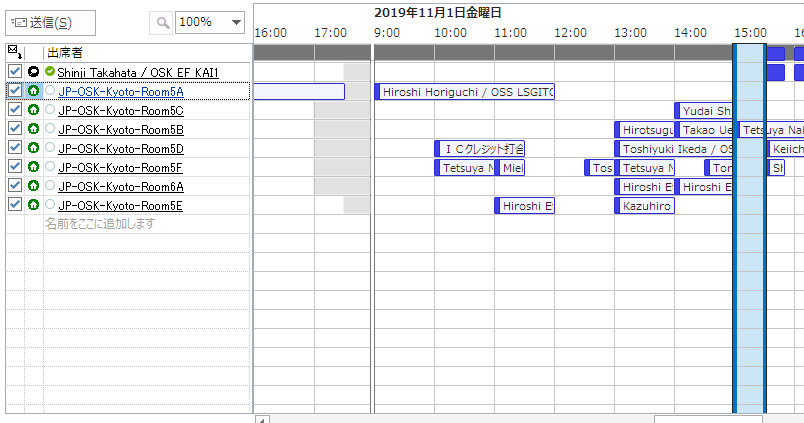 送信(S)
100%
2019年11月1日金曜日
16:00 17:00 9:00 10:00 11:00 12:00 13:00 14:00 15:00 16
出席者
Shinji Takahata / OSK EF KAI1
JP-OSK-Kyoto-Room5A Hiroshi Horiguchi / OSS LSGITC
JP-OSK-Kyoto-Room5C Yudai Sh
JP-OSK-Kyoto-Room5B Hirotsugu Takao Ue Tetsuya Nak
JP-OSK-Kyoto-Room5D ＩＣクレジット打合 Toshiyuki Ikeda / OS Keiich
JP-OSK-Kyoto-Room5F Tetsuya N Miel Tos Tetsuya N Ton Sh
JP-OSK-Kyoto-Room6A Hiroshi E Hiroshi E
JP-OSK-Kyoto-Room5E Hiroshi E Kazuhiro
名前をここに追加します